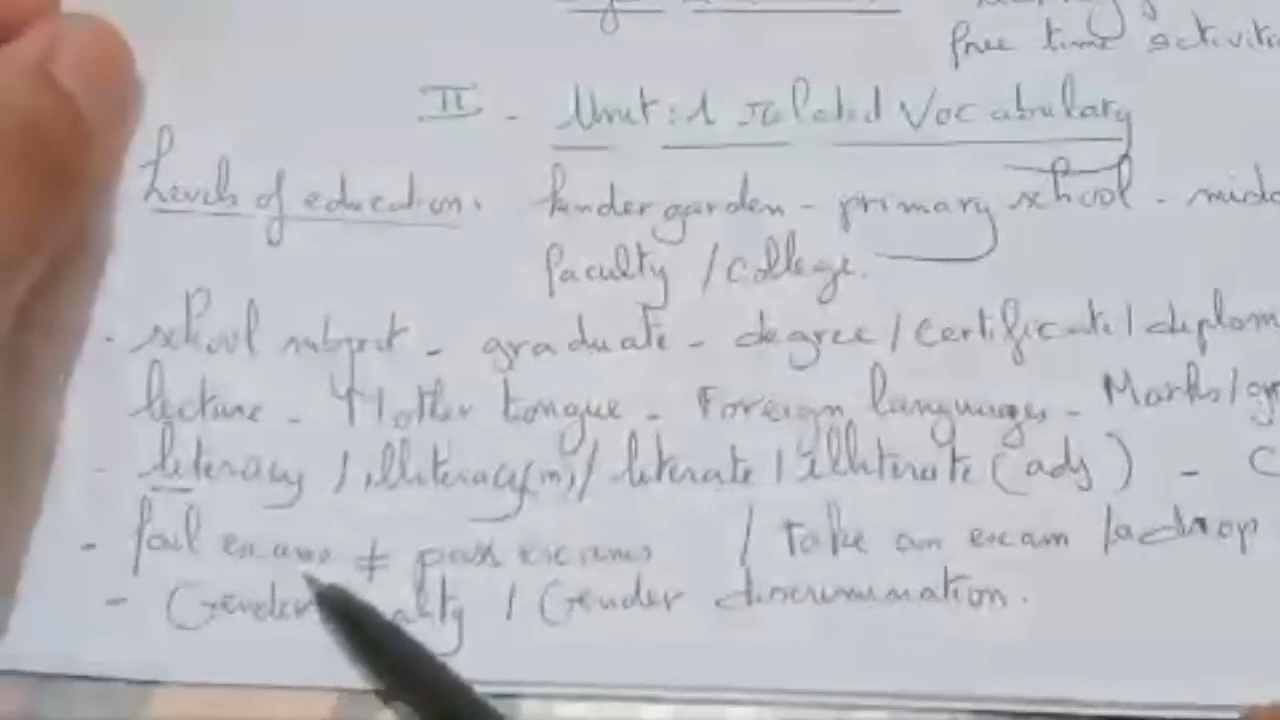 free time activiti
II - Unit: 1 related Vocabulary
Levels of education: kindergarden - primary school - midd
faculty / college.
- school subject - graduate - degree / certificate / diplom
lecture - Mother tongue - Foreign languages - Marks / g
- literacy / illiteracy (n) / literate / illiterate (adj) - C
- fail exams ≠ pass exams / take an exam / a drop
- Gender / Gender discrimination.